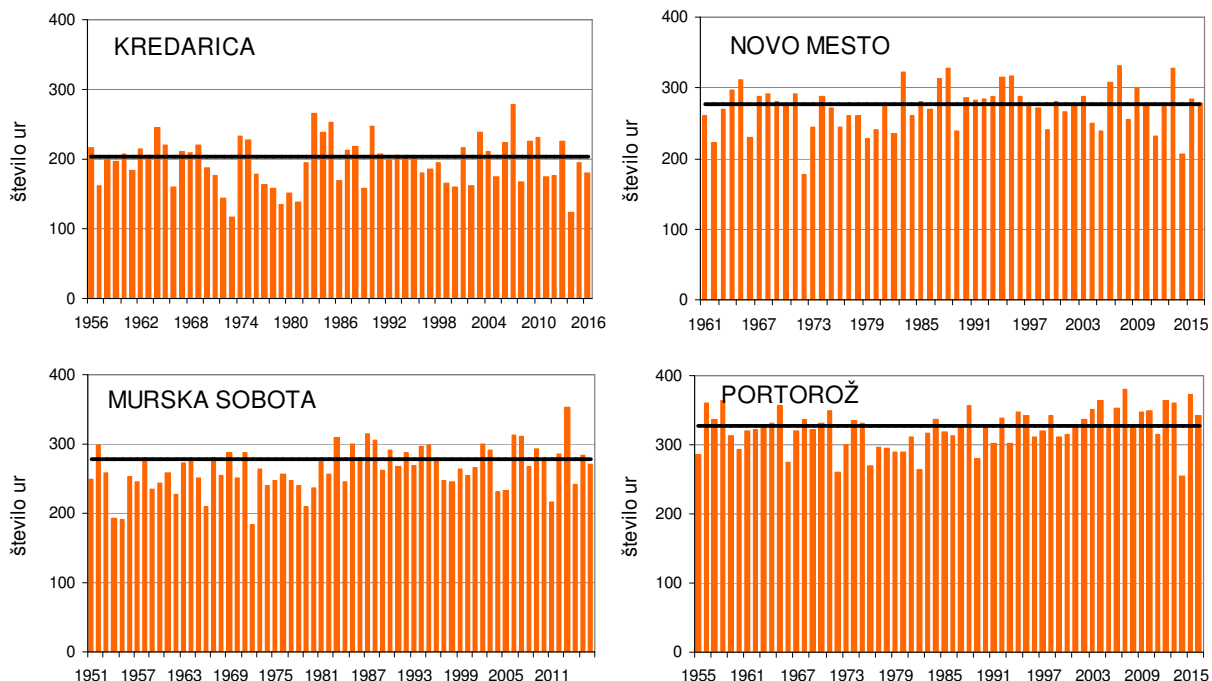 KREDARICA
število ur
400
300
200
100
0
1956 1962 1968 1974 1980 1986 1992 1998 2004 2010 2016
NOVO MESTO
število ur
400
300
200
100
0
1961 1967 1973 1979 1985 1991 1997 2003 2009 2015
MURSKA SOBOTA
število ur
400
300
200
100
0
1951 1957 1963 1969 1975 1981 1987 1993 1999 2005 2011
PORTOROŽ
število ur
400
300
200
100
0
1955 1961 1967 1973 1979 1985 1991 1997 2003 2009 2015